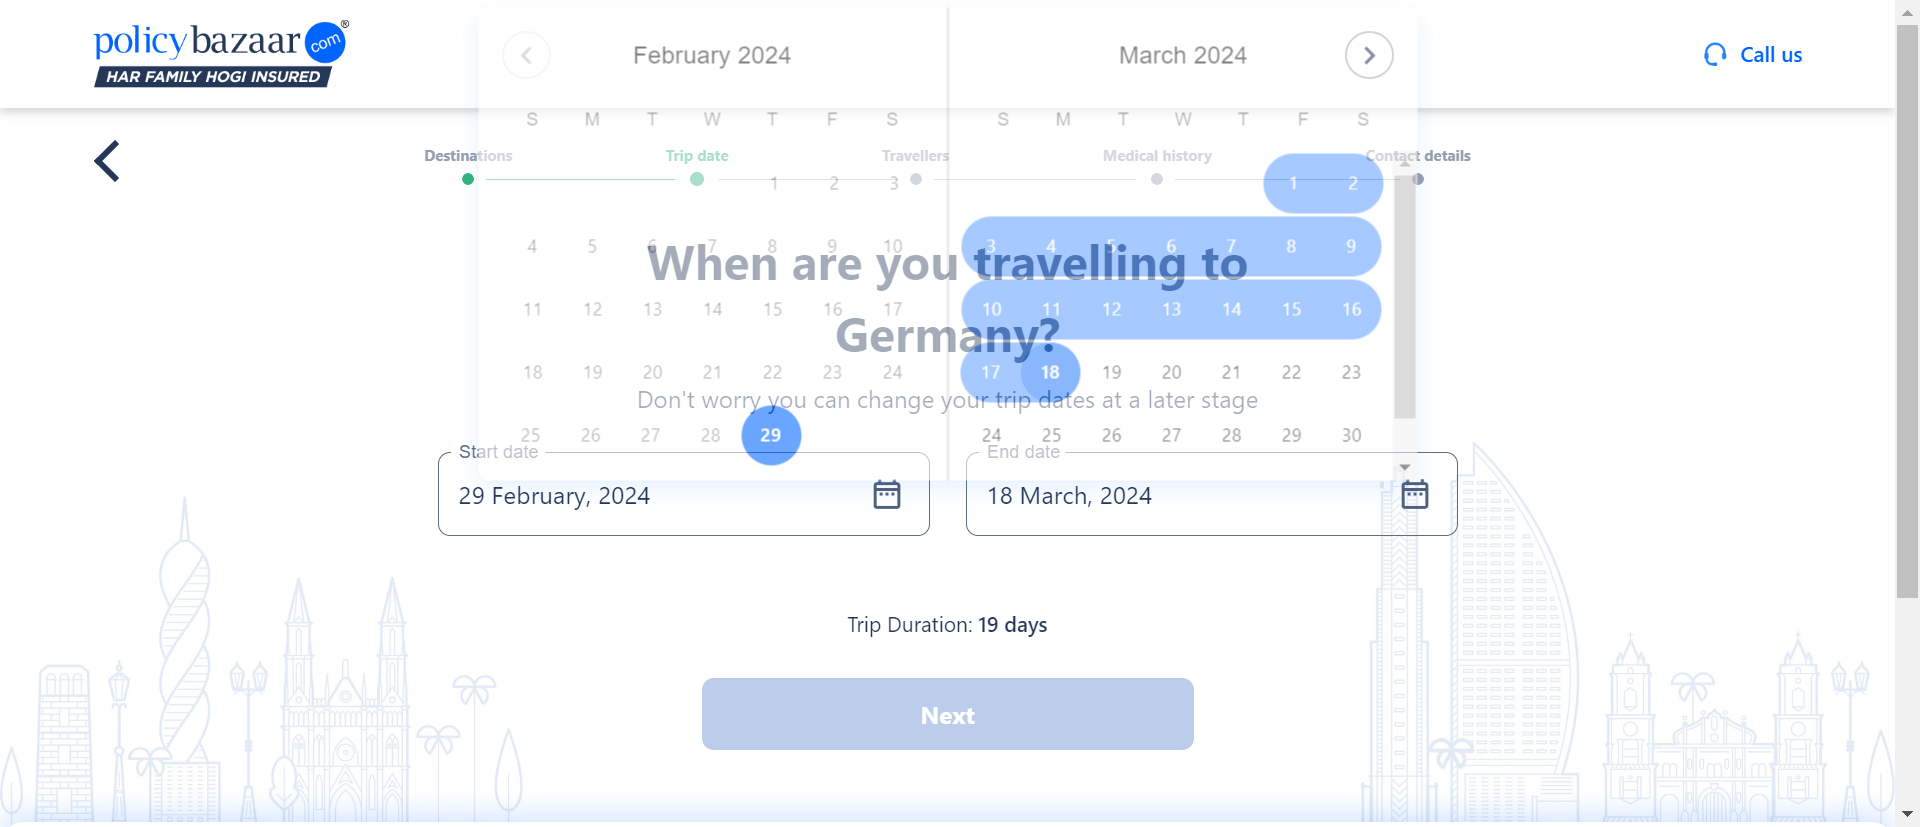 policybazaar.com®
HAR FAMILY HOGI INSURED
Call us
February 2024
S M T W T F S
1 2 3
4 5 6 7 8 9 10
11 12 13 14 15 16 17
18 19 20 21 22 23 24
25 26 27 28 29
March 2024
S M T W T F S
1 2
3 4 5 6 7 8 9
10 11 12 13 14 15 16
17 18 19 20 21 22 23
24 25 26 27 28 29 30
Destinations
Trip date
Travellers
Medical history
Contact details
When are you travelling to
Germany?
Don't worry you can change your trip dates at a later stage
Start date
29 February, 2024
End date
18 March, 2024
Trip Duration: 19 days
Next